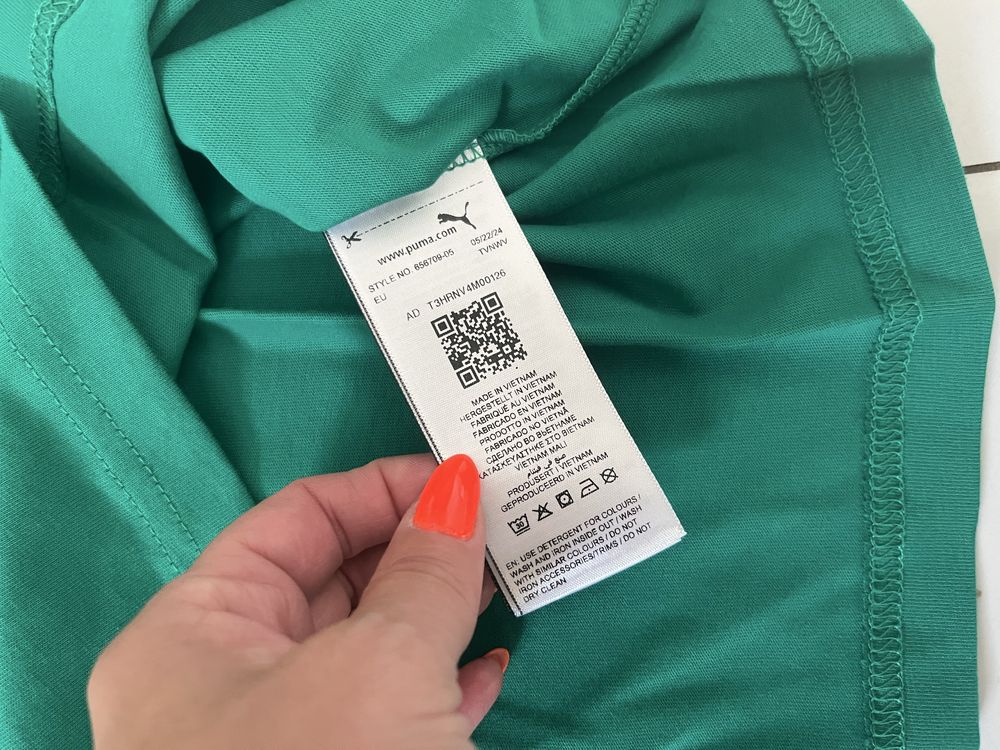 www.puma.com
STYLE NO. 656709-05 05/22/24
EU TVNWV
AD T3HRNV4M00126
MADE IN VIETNAM
HERGESTELLT IN VIETNAM
FABRIQUÉ AU VIETNAM
FABRICADO EN VIETNAM
PRODOTTO IN VIETNAM
FABRICADO NO VIETNÃ
СДЕЛАНО ВО ВЬЕТНАМЕ
ΚΑΤΑΣΚΕΥΑΣΤΗΚΕ ΣΤΟ ΒΙΕΤΝΑΜ
VIETNAM MALI
صنع في فيتنام
PRODUSERT I VIETNAM
GEPRODUCEERD IN VIETNAM
30
EN: USE DETERGENT FOR COLOURS /
WASH AND IRON INSIDE OUT / WASH
WITH SIMILAR COLOURS / DO NOT
IRON ACCESSORIES/TRIMS / DO NOT
DRY CLEAN